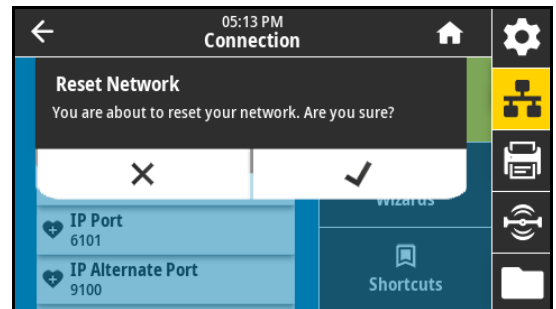 05:13 PM
Connection
Reset Network
You are about to reset your network. Are you sure?
Wizards
IP Port
6101
IP Alternate Port
9100
Shortcuts